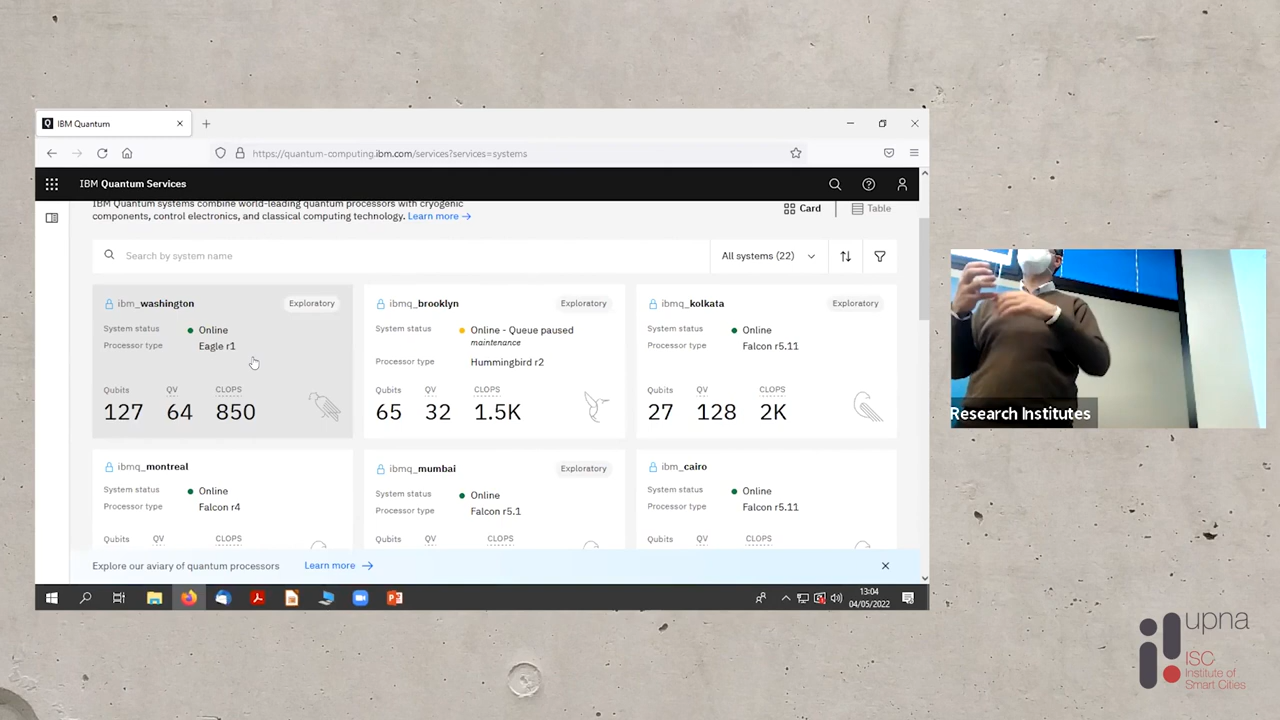 IBM Quantum
https://quantum-computing.ibm.com/services?services=systems
IBM Quantum Services
IBM Quantum systems combine world-leading quantum processors with cryogenic
components, control electronics, and classical computing technology. Learn more →
Card
Table
Search by system name
All systems (22)
ibm_washington
Exploratory
System status
Online
Processor type
Eagle r1
Qubits QV CLOPS
127 64 850
ibmq_brooklyn
Exploratory
System status
Online - Queue paused
maintenance
Processor type
Hummingbird r2
Qubits QV CLOPS
65 32 1.5K
ibmq_kolkata
Exploratory
System status
Online
Processor type
Falcon r5.11
Qubits QV CLOPS
27 128 2K
ibmq_montreal
System status
Online
Processor type
Falcon r4
Qubits QV CLOPS
ibmq_mumbai
Exploratory
System status
Online
Processor type
Falcon r5.1
Qubits QV CLOPS
ibm_cairo
System status
Online
Processor type
Falcon r5.11
Qubits QV CLOPS
Explore our aviary of quantum processors
Learn more →
13:04
04/05/2022
Research Institutes
upna
ISC
Institute of
Smart Cities